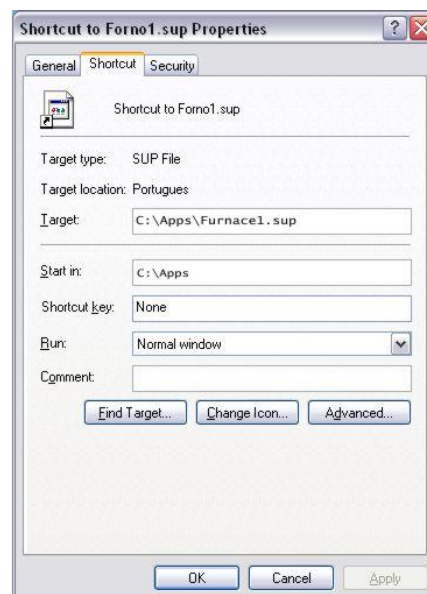 Shortcut to Forno1.sup Properties
General Shortcut Security
Shortcut to Forno1.sup
Target type: SUP File
Target location: Portugues
Target: C:\Apps\Furnace1.sup
Start in: C:\Apps
Shortcut key: None
Run: Normal window
Comment:
Find Target... Change Icon... Advanced...
OK Cancel Apply